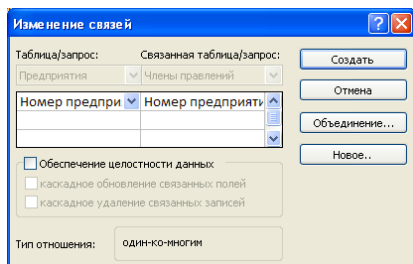 Изменение связей
Таблица/запрос: Связанная таблица/запрос: Создать
Предприятия Члены правлений
Отмена
Номер предпри. Номер предприяти
Объединение...
Новое..
Обеспечение целостности данных
каскадное обновление связанных полей
каскадное удаление связанных записей
Тип отношения: один-ко-многим